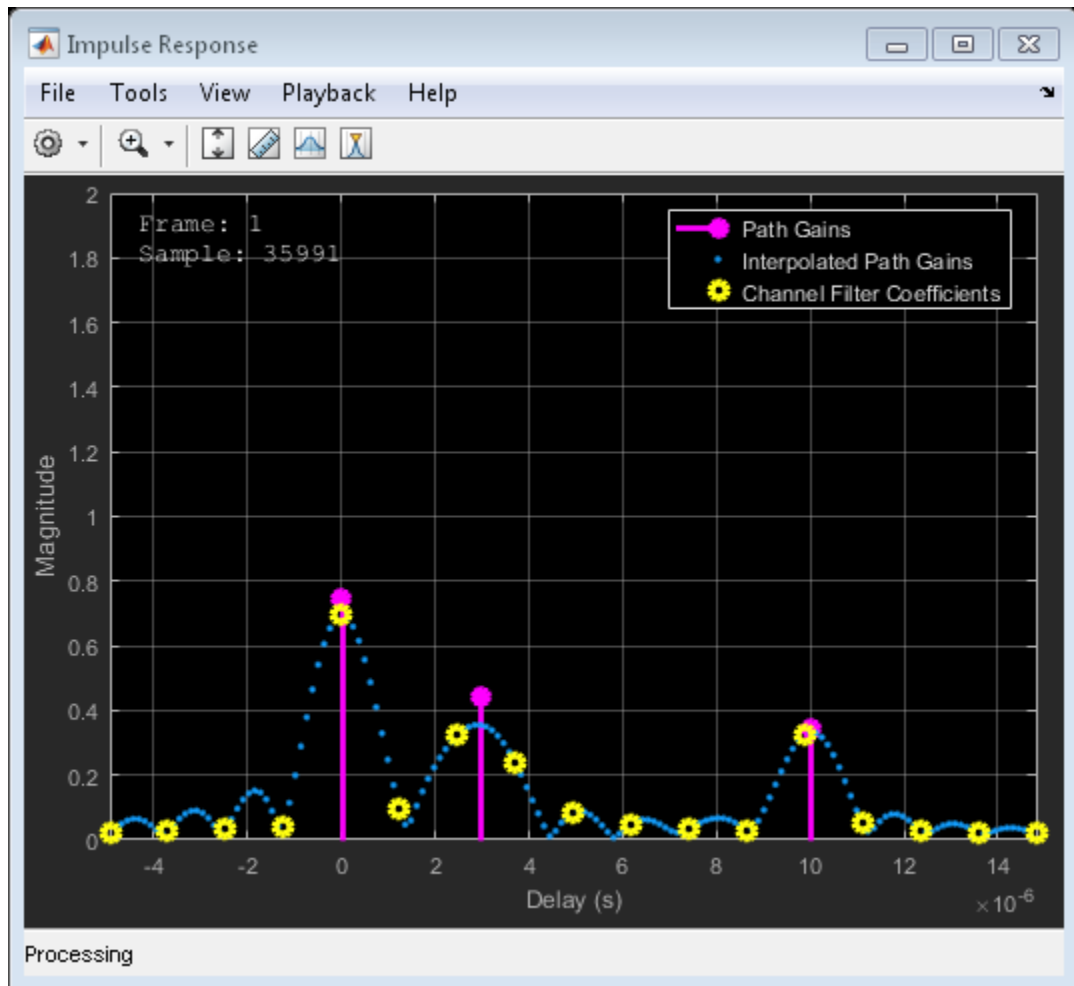 Impulse Response
File Tools View Playback Help
Frame: 1
Sample: 35991
Path Gains
Interpolated Path Gains
Channel Filter Coefficients
2
1.8
1.6
1.4
1.2
1
0.8
0.6
0.4
0.2
0
Magnitude
-4 -2 0 2 4 6 8 10 12 14
Delay (s)
×10-6
Processing